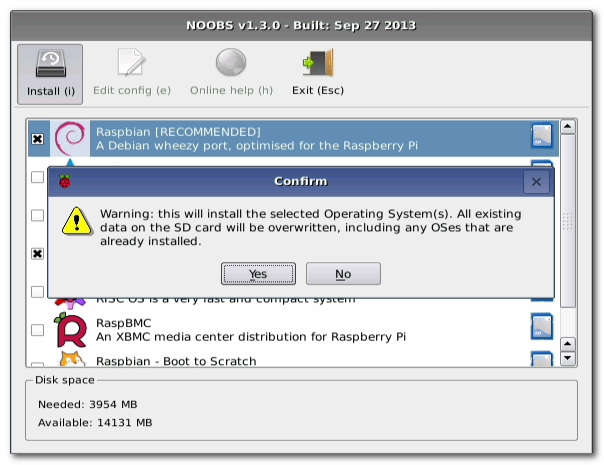 NOOBS v1.3.0 - Built: Sep 27 2013
Install (i)
Edit config (e)
Online help (h)
Exit (Esc)
Raspbian [RECOMMENDED]
A Debian wheezy port, optimised for the Raspberry Pi
Confirm
Warning: this will install the selected Operating System(s). All existing
data on the SD card will be overwritten, including any OSes that are
already installed.
Yes
No
RISC OS is a very fast and compact system
RaspBMC
An XBMC media center distribution for Raspberry Pi
Raspbian - Boot to Scratch
Disk space
Needed: 3954 MB
Available: 14131 MB